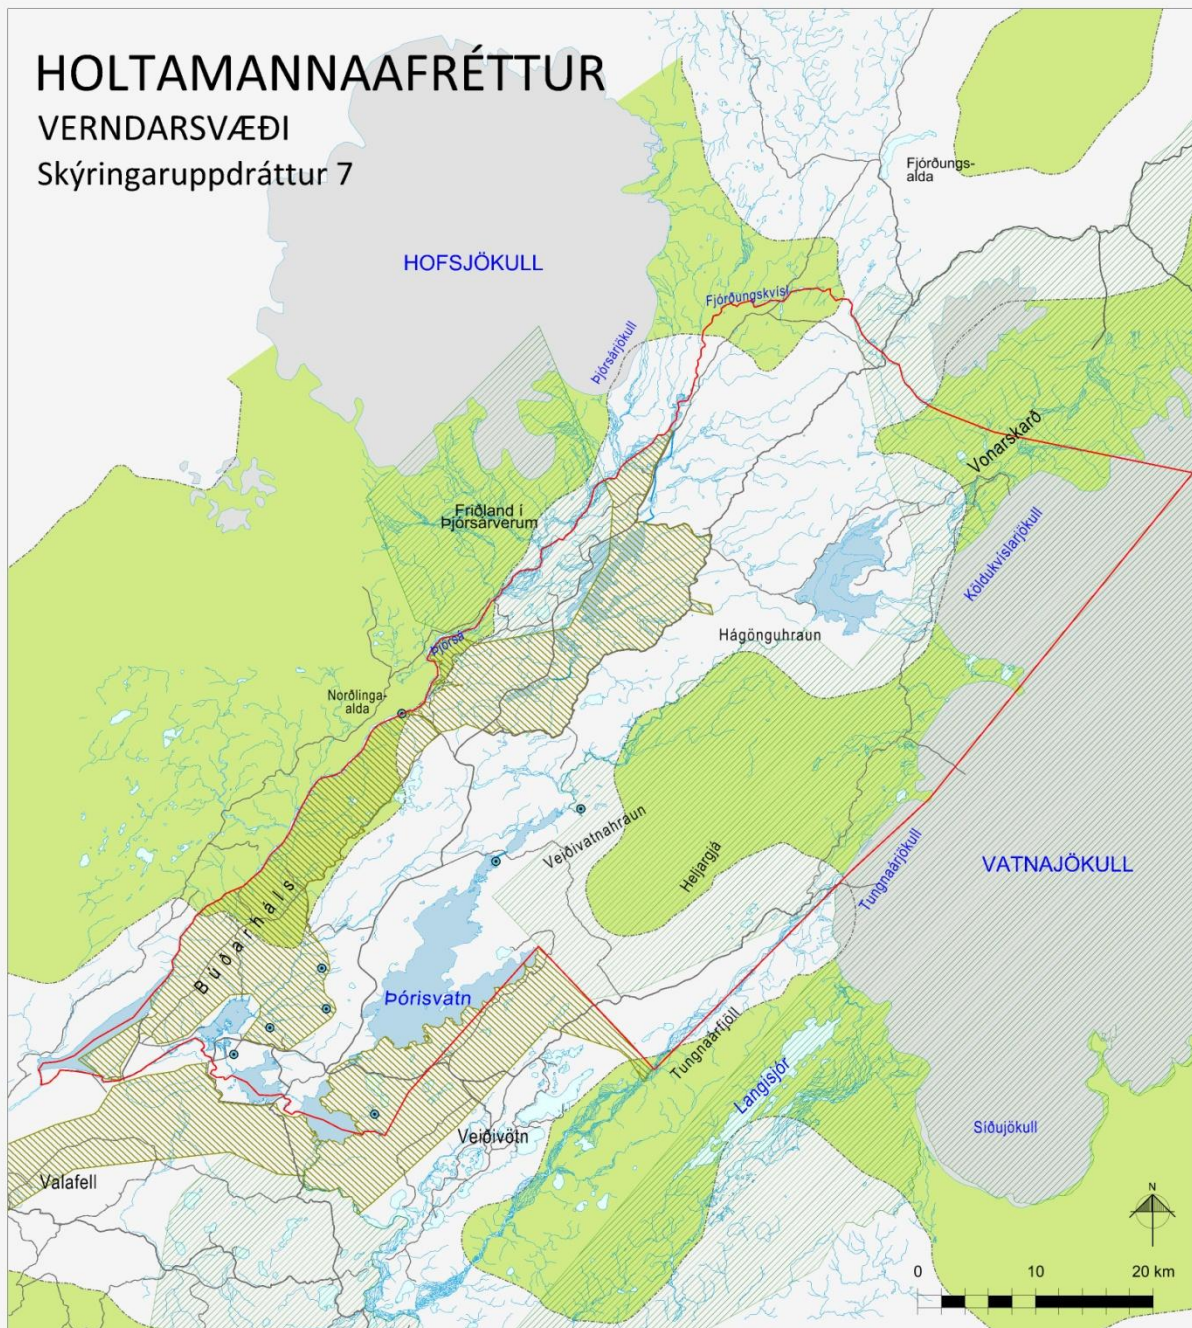 HOLTAMANNAAFRÉTTUR
VERNDARSVÆÐI
Skýringaruppdráttur 7
Fjórðungs-
alda
HOFSJÖKULL
Fjórðungskvísl
Þjórsárjökull
Vonarskarð
Friðland í
Þjórsárverum
Köldukvíslarjökull
Hágönguhraun
Þjórsá
Norðlinga-
alda
Veiðivatnahraun
Heljargjá
Tungnaárjökull
VATNAJÖKULL
Búðarháls
Þórisvatn
Tungnaárfjöll
Langisjór
Veiðivötn
Síðujökull
Valafell
N
0 10 20 km